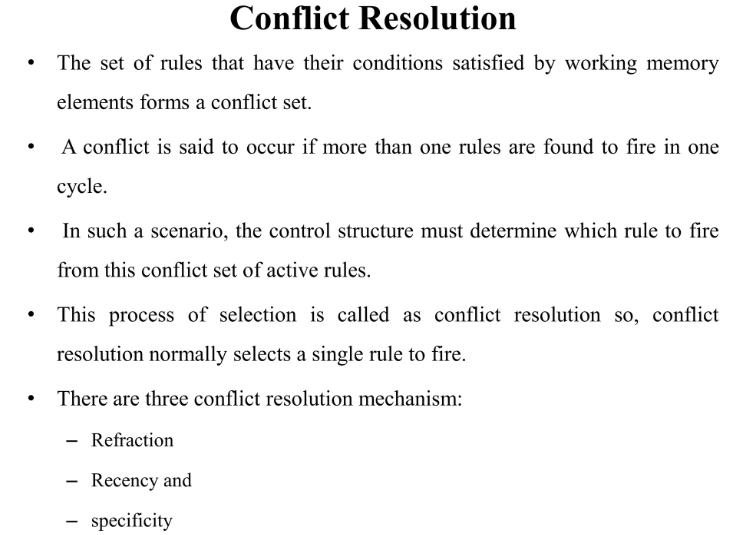 Conflict Resolution
• The set of rules that have their conditions satisfied by working memory
elements forms a conflict set.
• A conflict is said to occur if more than one rules are found to fire in one
cycle.
• In such a scenario, the control structure must determine which rule to fire
from this conflict set of active rules.
• This process of selection is called as conflict resolution so, conflict
resolution normally selects a single rule to fire.
• There are three conflict resolution mechanism:
– Refraction
– Recency and
– specificity